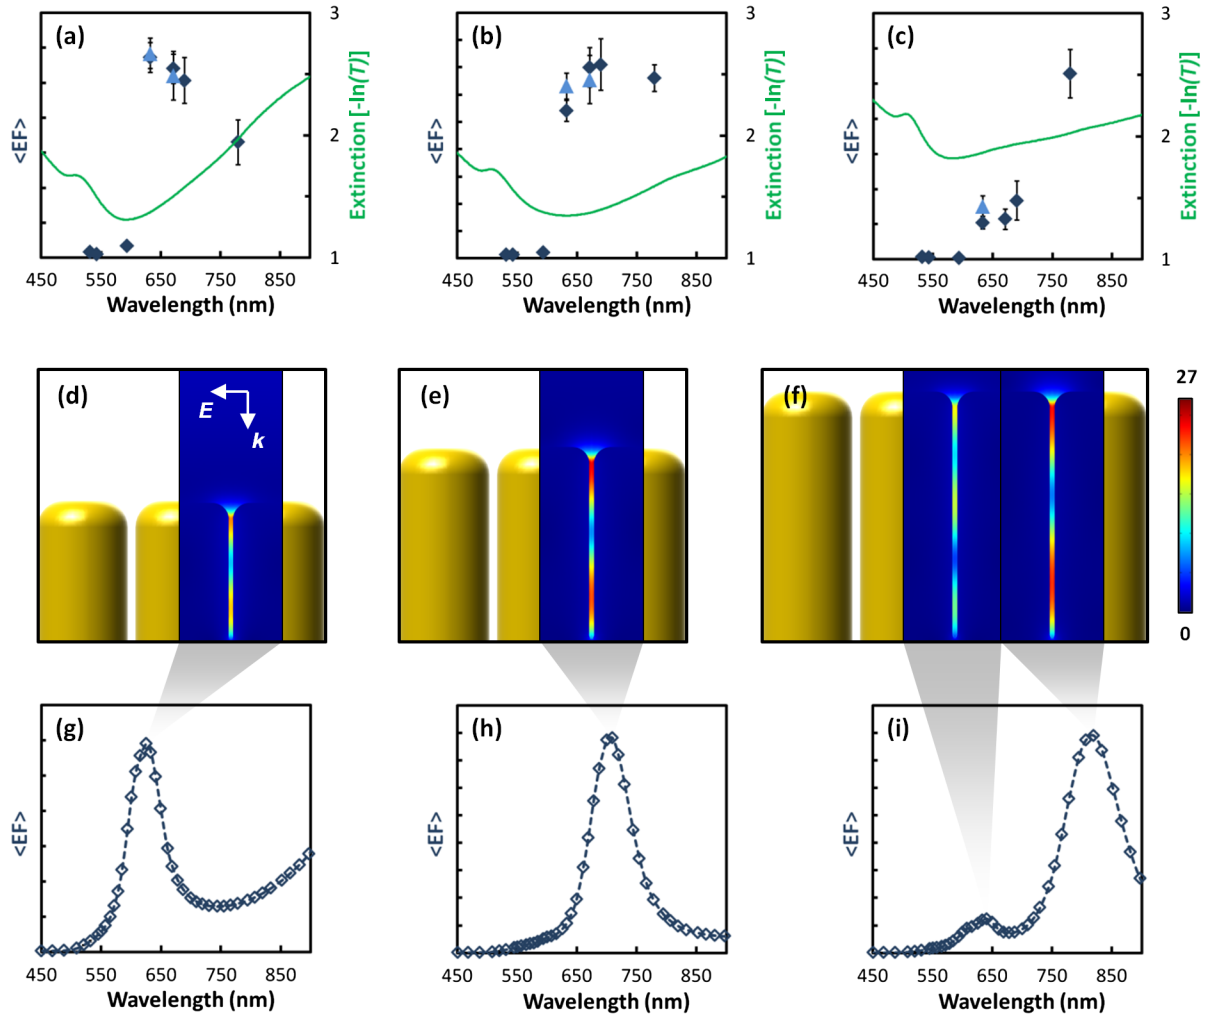 (a)
3
2
1
<EF>
Extinction [-ln(T)]
450 550 650 750 850
Wavelength (nm)
(b)
3
2
1
<EF>
Extinction [-ln(T)]
450 550 650 750 850
Wavelength (nm)
(c)
3
2
1
<EF>
Extinction [-ln(T)]
450 550 650 750 850
Wavelength (nm)
(d)
E
k
(e)
(f)
27
0
(g)
<EF>
450 550 650 750 850
Wavelength (nm)
(h)
<EF>
450 550 650 750 850
Wavelength (nm)
(i)
<EF>
450 550 650 750 850
Wavelength (nm)